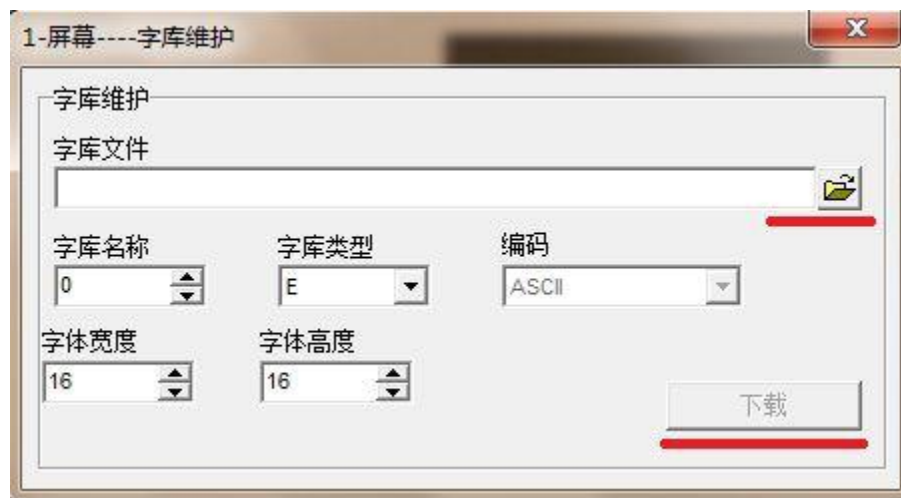 1-屏幕----字库维护
字库维护
字库文件
字库名称 字库类型 编码
0 E ASCII
字体宽度 字体高度
16 16
下载